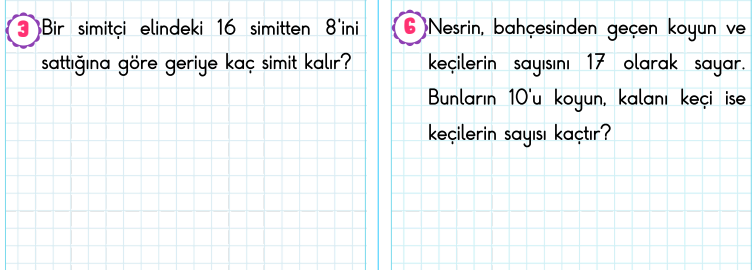 3 Bir simitçi elindeki 16 simitten 8'ini
sattığına göre geriye kaç simit kalır?
6 Nesrin, bahçesinden geçen koyun ve
keçilerin sayısını 17 olarak sayar.
Bunların 10'u koyun, kalanı keçi ise
keçilerin sayısı kaçtır?